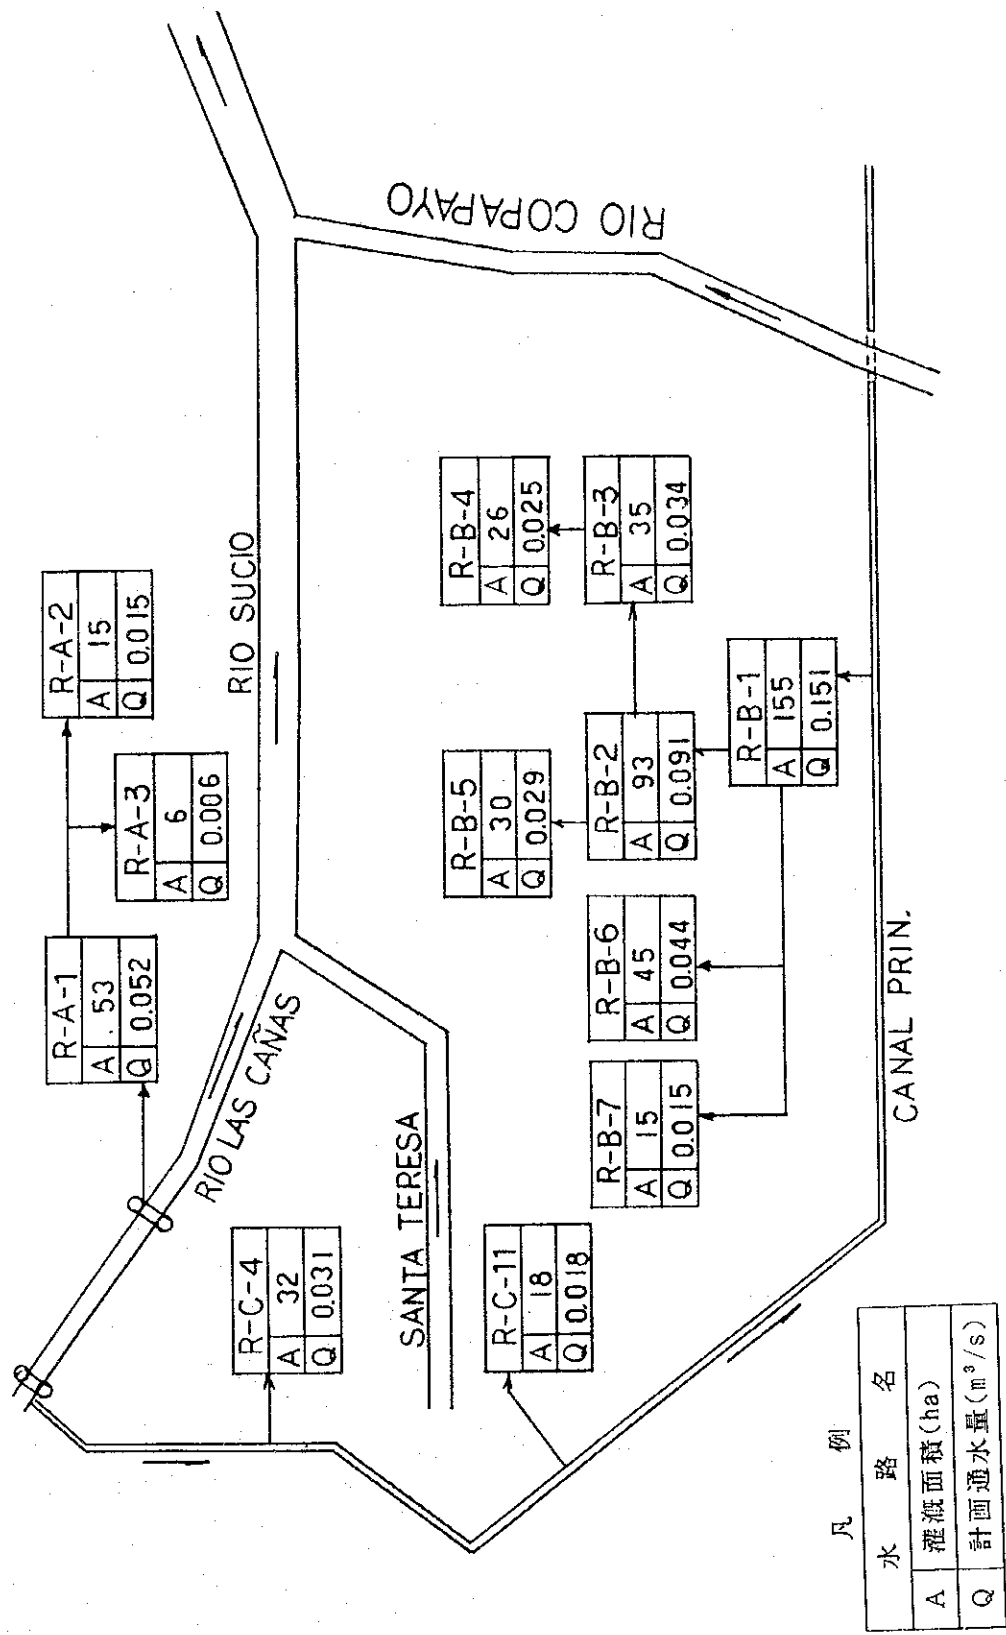 R-A-1
A 53
Q 0.052
R-A-3
A 6
Q 0.006
R-A-2
A 15
Q 0.015
RIO SUCIO
RIO LAS CAÑAS
RIO COPAPAYO
R-C-4
A 32
Q 0.031
SANTA TERESA
R-C-11
A 18
Q 0.018
R-B-5
A 30
Q 0.029
R-B-4
A 26
Q 0.025
R-B-7
A 15
Q 0.015
R-B-6
A 45
Q 0.044
R-B-2
A 93
Q 0.091
R-B-3
A 35
Q 0.034
R-B-1
A 155
Q 0.151
CANAL PRIN.
凡 例
水 路 名
A 灌漑面積(ha)
Q 計画通水量(m³/s)